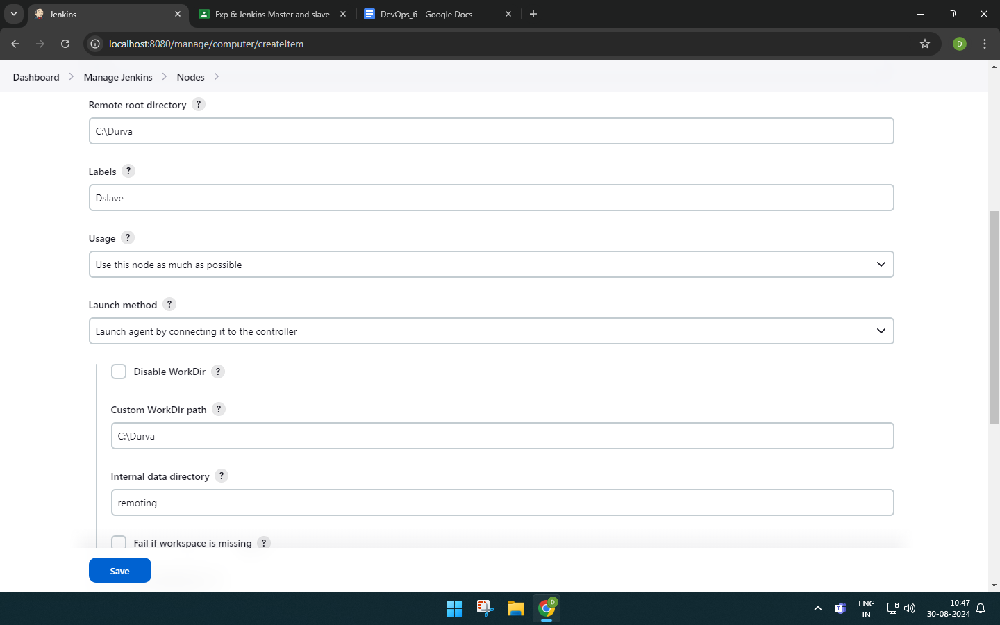 Jenkins
Exp 6: Jenkins Master and slave
DevOps_6 - Google Docs
localhost:8080/manage/computer/createItem
D
Dashboard
Manage Jenkins
Nodes
Remote root directory ?
C:\Durva
Labels ?
Dslave
Usage ?
Use this node as much as possible
Launch method ?
Launch agent by connecting it to the controller
Disable WorkDir ?
Custom WorkDir path ?
C:\Durva
Internal data directory ?
remoting
Fail if workspace is missing ?
Save
D
ENG
IN
10:47
30-08-2024